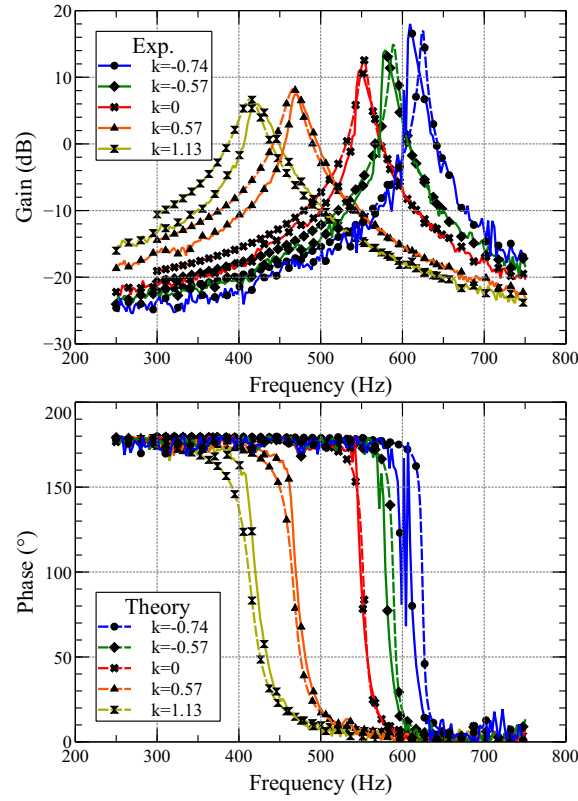 20
10
0
−10
−20
−30
Gain (dB)
Exp.
k=-0.74
k=-0.57
k=0
k=0.57
k=1.13
200 300 400 500 600 700 800
Frequency (Hz)
200
150
100
50
0
Phase (°)
Theory
k=-0.74
k=-0.57
k=0
k=0.57
k=1.13
200 300 400 500 600 700 800
Frequency (Hz)